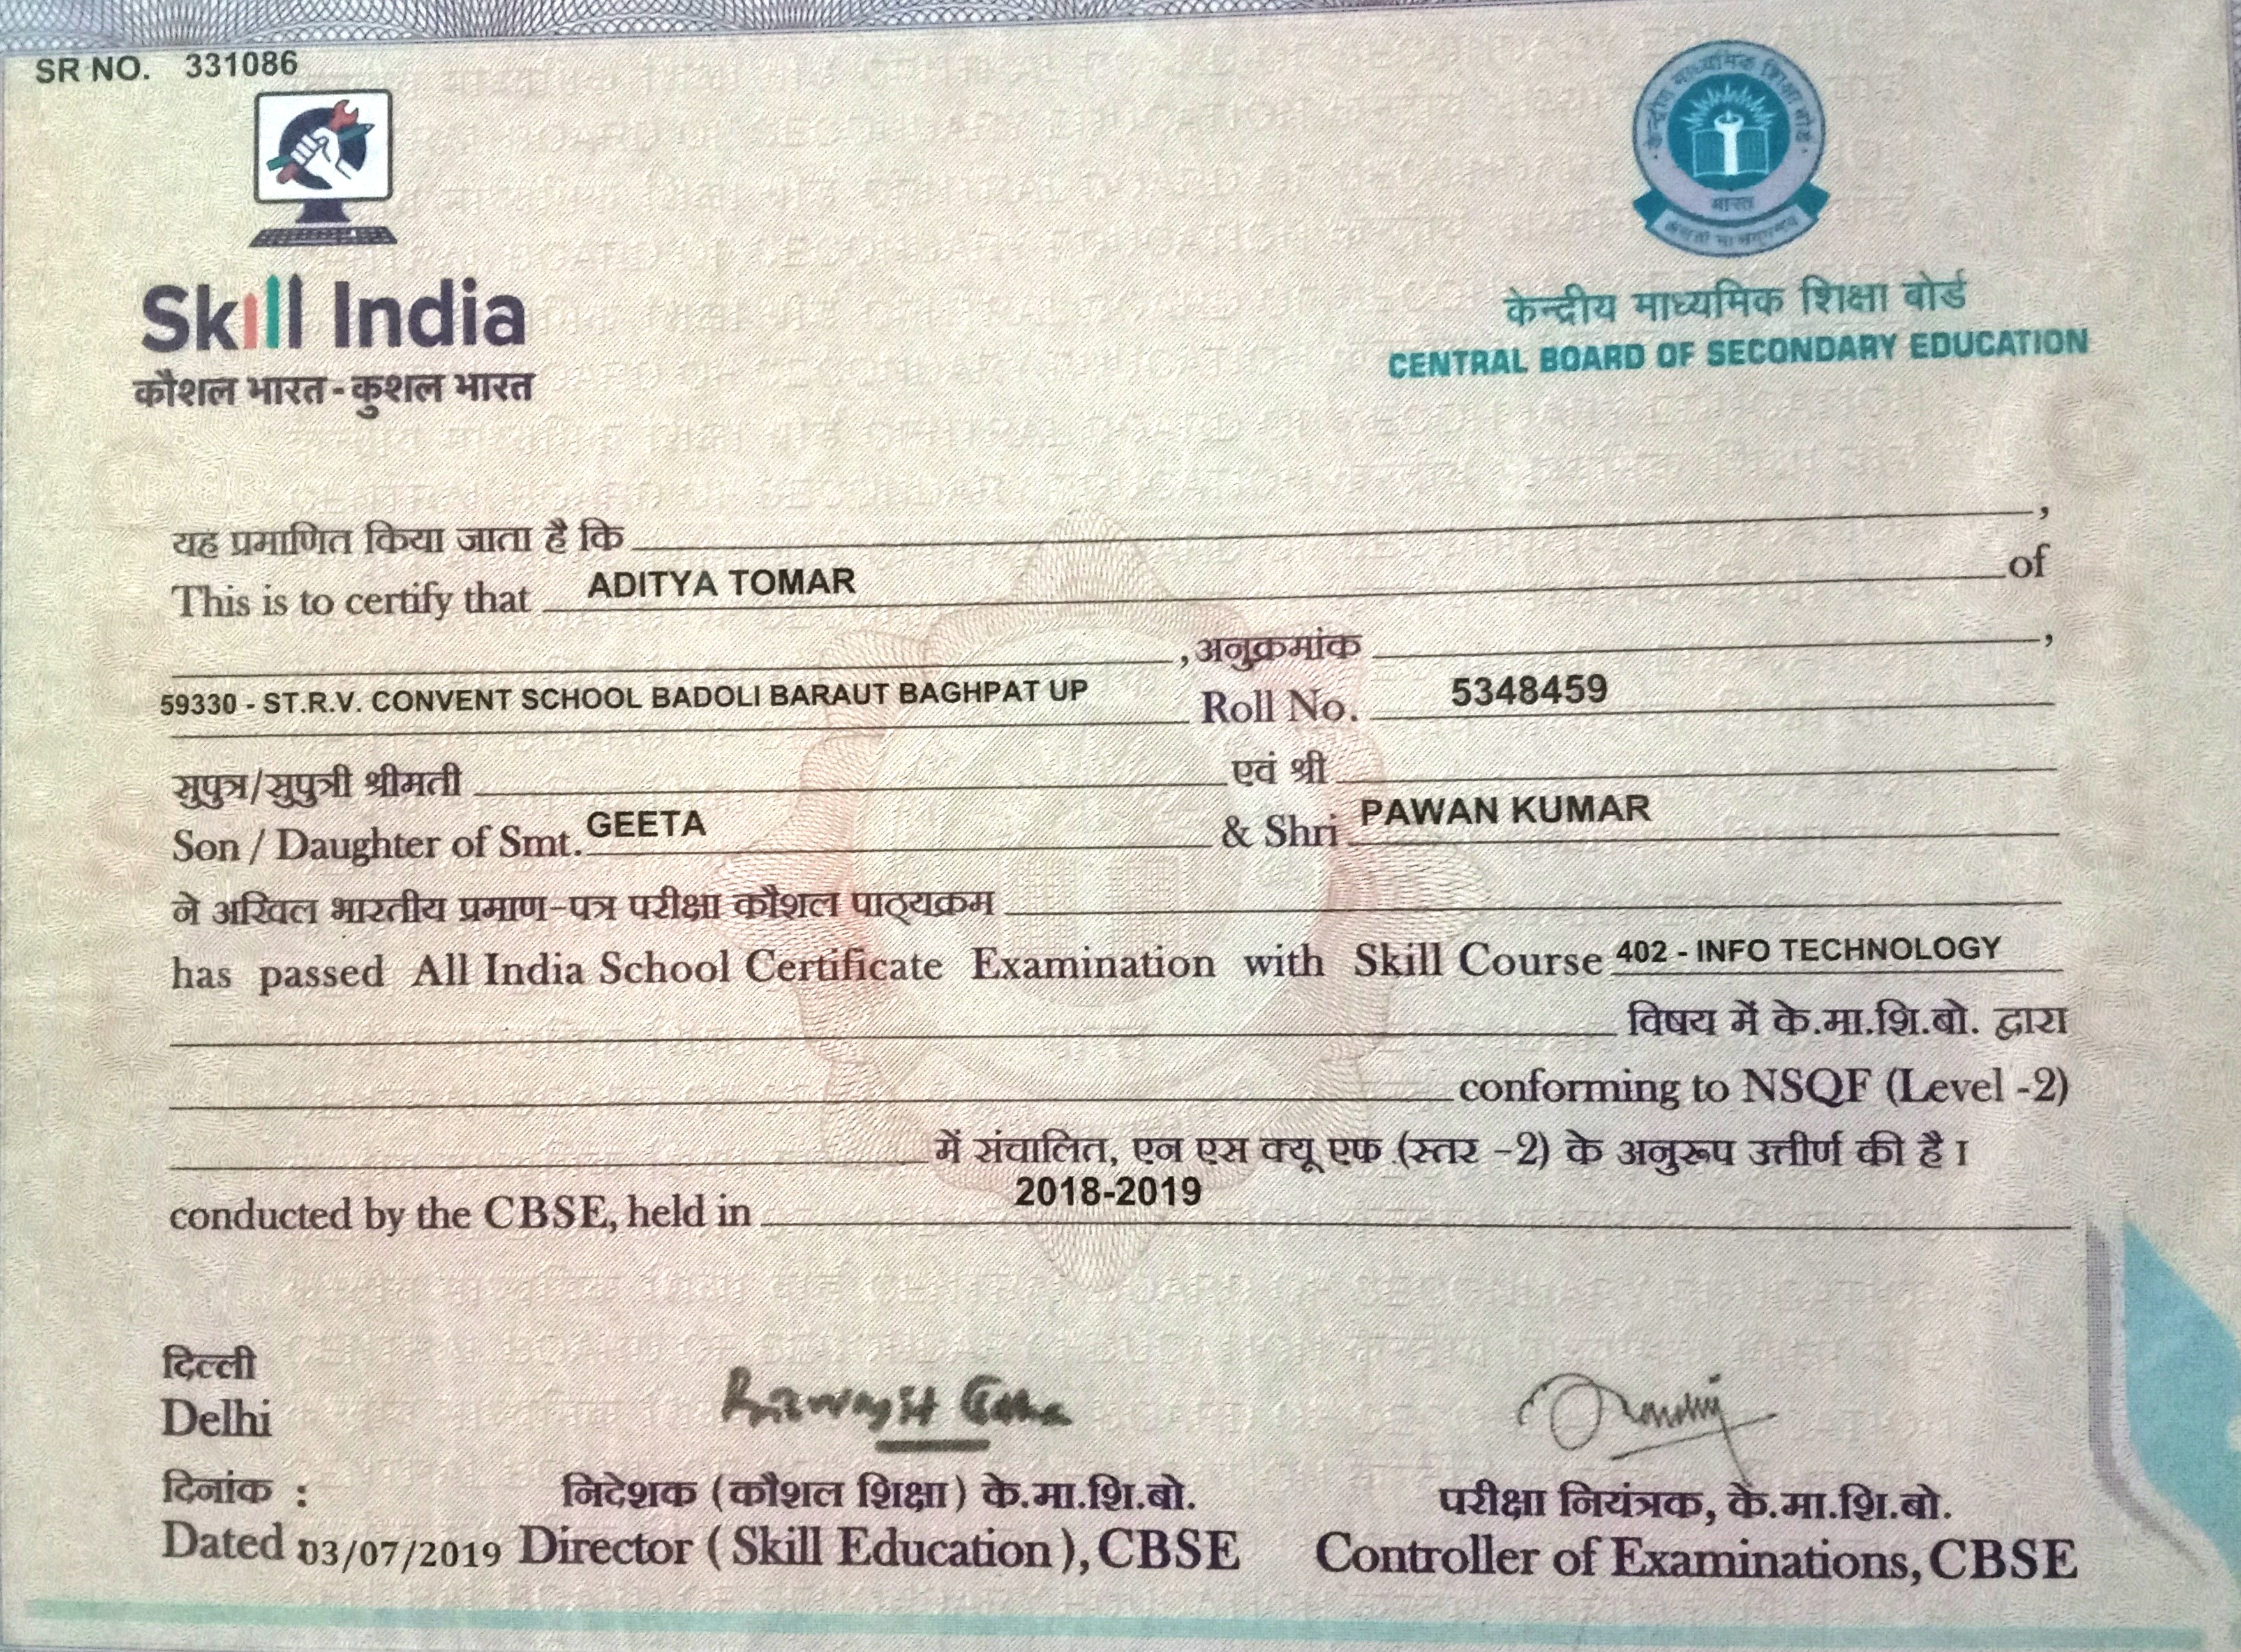 SR NO. 331086
केन्द्रीय माध्यमिक शिक्षा बोर्ड
भारत
Skill India
कौशल भारत - कुशल भारत
केन्द्रीय माध्यमिक शिक्षा बोर्ड
CENTRAL BOARD OF SECONDARY EDUCATION
यह प्रमाणित किया जाता है कि ,
This is to certify that ADITYA TOMAR of
, अनुक्रमांक ,
59330 - ST.R.V. CONVENT SCHOOL BADOLI BARAUT BAGHPAT UP Roll No. 5348459
सुपुत्र/सुपुत्री श्रीमती एवं श्री
Son / Daughter of Smt. GEETA & Shri PAWAN KUMAR
ने अखिल भारतीय प्रमाण-पत्र परीक्षा कौशल पाठ्यक्रम
has passed All India School Certificate Examination with Skill Course 402 - INFO TECHNOLOGY
विषय में के.मा.शि.बो. द्वारा
conforming to NSQF (Level -2)
में संचालित, एन एस क्यू एफ (स्तर -2) के अनुरूप उत्तीर्ण की है ।
conducted by the CBSE, held in 2018-2019
दिल्ली
Delhi
दिनांक : निदेशक (कौशल शिक्षा) के.मा.शि.बो. परीक्षा नियंत्रक, के.मा.शि.बो.
Dated 03/07/2019 Director (Skill Education), CBSE Controller of Examinations, CBSE